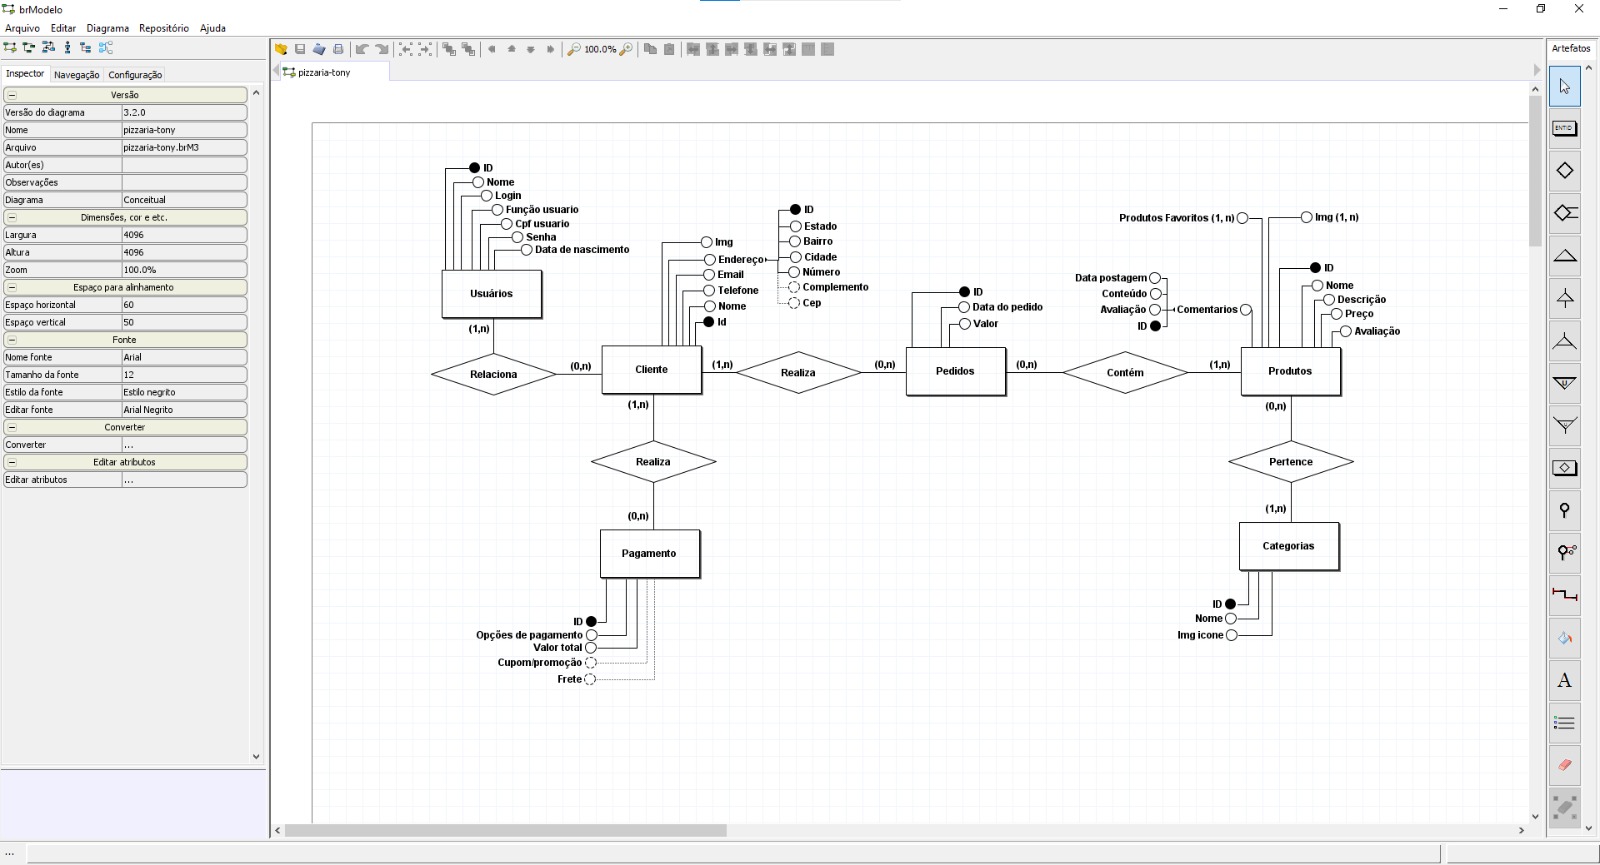 brModelo
Arquivo Editar Diagrama Repositório Ajuda
100.0%
Artefatos
Inspector Navegação Configuração
pizzaria-tony
Versão
Versão do diagrama 3.2.0
Nome pizzaria-tony
Arquivo pizzaria-tony.brM3
Autor(es)
Observações
Diagrama Conceitual
Dimensões, cor e etc.
Largura 4096
Altura 4096
Zoom 100.0%
Espaço para alinhamento
Espaço horizontal 60
Espaço vertical 50
Fonte
Nome fonte Arial
Tamanho da fonte 12
Estilo da fonte Estilo negrito
Editar fonte Arial Negrito
Converter
Converter ...
Editar atributos
Editar atributos ...
ID
Nome
Login
Função usuario
Cpf usuario
Senha
Data de nascimento
Usuários
(1,n)
Relaciona
(0,n)
Img
Endereço
Email
Telefone
Nome
Id
ID
Estado
Bairro
Cidade
Número
Complemento
Cep
Cliente
(1,n)
Realiza
(0,n)
ID
Data do pedido
Valor
Pedidos
(0,n)
Contém
(1,n)
Produtos Favoritos (1, n)
Img (1, n)
Data postagem
Conteúdo
Avaliação
ID
Comentarios
ID
Nome
Descrição
Preço
Avaliação
Produtos
(1,n)
Realiza
(0,n)
Pagamento
ID
Opções de pagamento
Valor total
Cupom/promoção
Frete
(0,n)
Pertence
(1,n)
Categorias
ID
Nome
Img icone
A
...